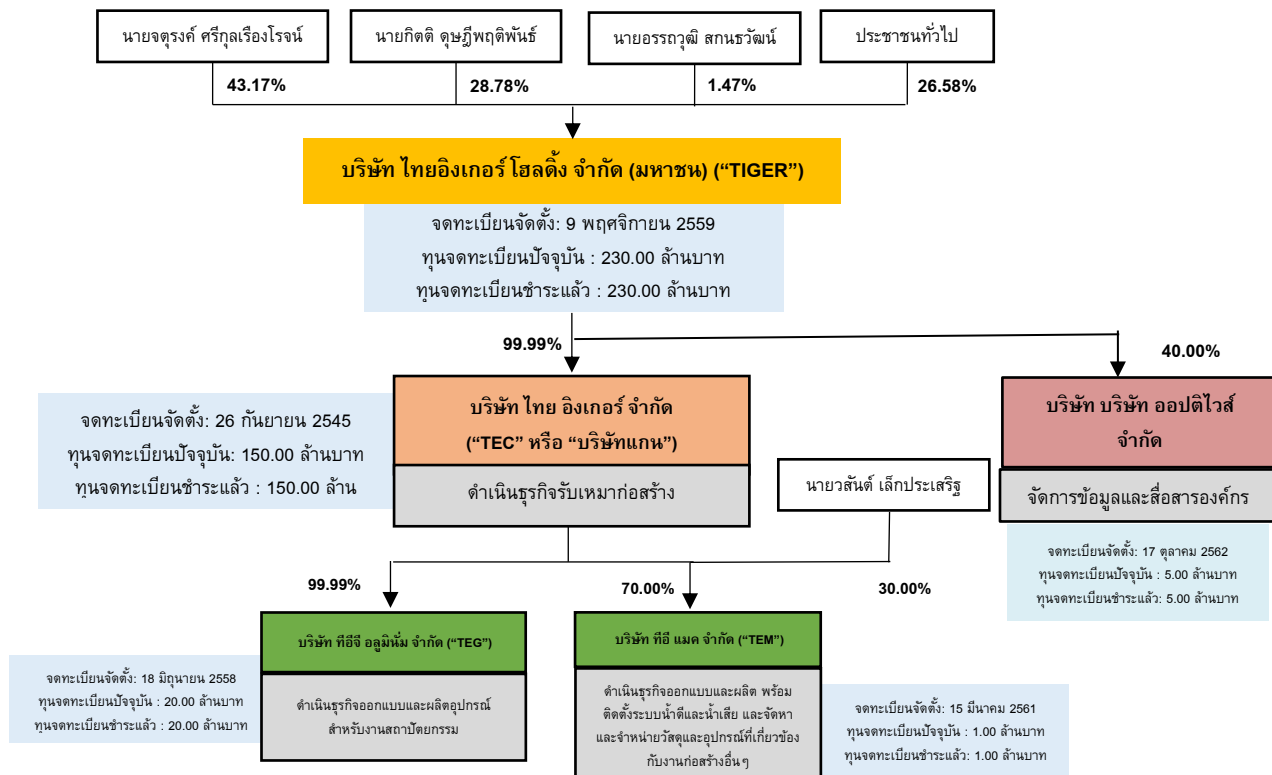 นายจตุรงค์ ศรีกุลเรืองโรจน์
นายกิตติ ดุษฎีพฤติพันธ์
นายอรรถวุฒิ สกนธวัฒน์
ประชาชนทั่วไป
43.17%
28.78%
1.47%
26.58%
บริษัท ไทยอิงเกอร์ โฮลดิ้ง จำกัด (มหาชน) (“TIGER”)
จดทะเบียนจัดตั้ง: 9 พฤศจิกายน 2559
ทุนจดทะเบียนปัจจุบัน : 230.00 ล้านบาท
ทุนจดทะเบียนชำระแล้ว : 230.00 ล้านบาท
99.99%
40.00%
จดทะเบียนจัดตั้ง: 26 กันยายน 2545
ทุนจดทะเบียนปัจจุบัน: 150.00 ล้านบาท
ทุนจดทะเบียนชำระแล้ว : 150.00 ล้าน
บริษัท ไทย อิงเกอร์ จำกัด
(“TEC” หรือ “บริษัทแกน”)
ดำเนินธุรกิจรับเหมาก่อสร้าง
นายวสันต์ เล็กประเสริฐ
บริษัท บริษัท ออปติไวส์
จำกัด
จัดการข้อมูลและสื่อสารองค์กร
จดทะเบียนจัดตั้ง: 17 ตุลาคม 2562
ทุนจดทะเบียนปัจจุบัน : 5.00 ล้านบาท
ทุนจดทะเบียนชำระแล้ว: 5.00 ล้านบาท
99.99%
70.00%
30.00%
บริษัท ทีอีจี อลูมินั่ม จำกัด (“TEG”)
ดำเนินธุรกิจออกแบบและผลิตอุปกรณ์
สำหรับงานสถาปัตยกรรม
จดทะเบียนจัดตั้ง: 18 มิถุนายน 2558
ทุนจดทะเบียนปัจจุบัน : 20.00 ล้านบาท
ทุนจดทะเบียนชำระแล้ว : 20.00 ล้านบาท
บริษัท ทีอี แมค จำกัด (“TEM”)
ดำเนินธุรกิจออกแบบและผลิต พร้อม
ติดตั้งระบบน้ำดีและน้ำเสีย และจัดหา
และจำหน่ายวัสดุและอุปกรณ์ที่เกี่ยวข้อง
กับงานก่อสร้างอื่นๆ
จดทะเบียนจัดตั้ง: 15 มีนาคม 2561
ทุนจดทะเบียนปัจจุบัน : 1.00 ล้านบาท
ทุนจดทะเบียนชำระแล้ว: 1.00 ล้านบาท